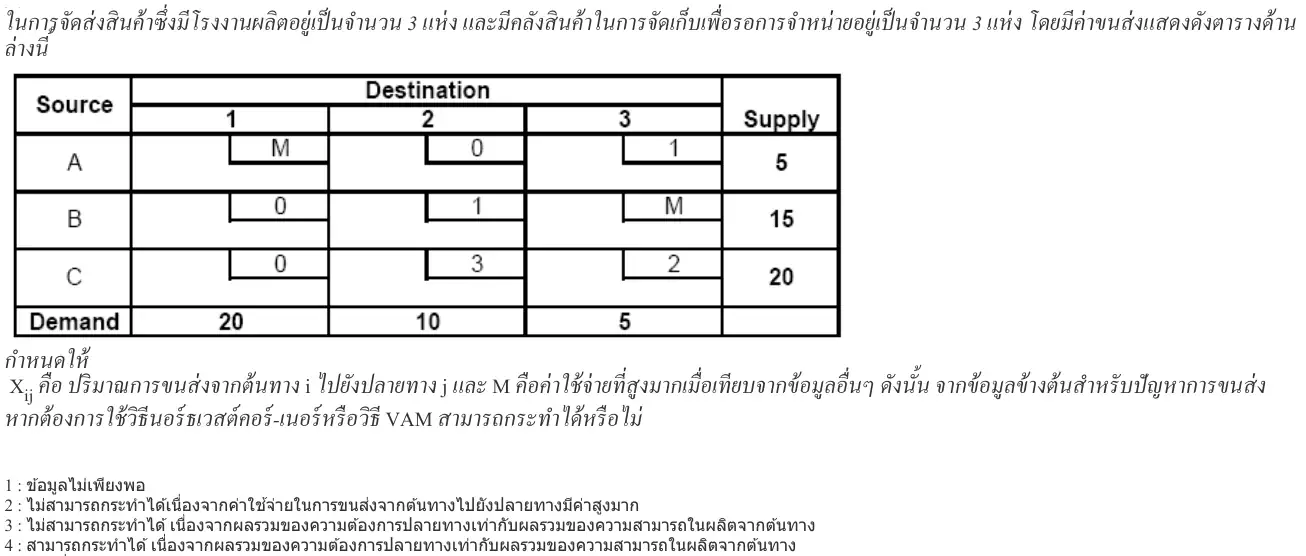 ในการจัดส่งสินค้าซึ่งมีโรงงานผลิตอยู่เป็นจำนวน 3 แห่ง และมีคลังสินค้าในการจัดเก็บเพื่อรอการจำหน่ายอยู่เป็นจำนวน 3 แห่ง โดยมีค่าขนส่งแสดงดังตารางด้าน
ล่างนี้
Source Destination Supply
1 2 3
A M 0 1 5
B 0 1 M 15
C 0 3 2 20
Demand 20 10 5
กำหนดให้
Xij คือ ปริมาณการขนส่งจากต้นทาง i ไปยังปลายทาง j และ M คือค่าใช้จ่ายที่สูงมากเมื่อเทียบจากข้อมูลอื่นๆ ดังนั้น จากข้อมูลข้างต้นสำหรับปัญหาการขนส่ง
หากต้องการใช้วิธีนอร์ธเวสต์คอร์-เนอร์หรือวิธี VAM สามารถกระทำได้หรือไม่
1 : ข้อมูลไม่เพียงพอ
2 : ไม่สามารถกระทำได้เนื่องจากค่าใช้จ่ายในการขนส่งจากต้นทางไปยังปลายทางมีค่าสูงมาก
3 : ไม่สามารถกระทำได้ เนื่องจากผลรวมของความต้องการปลายทางเท่ากับผลรวมของความสามารถในผลิตจากต้นทาง
4 : สามารถกระทำได้ เนื่องจากผลรวมของความต้องการปลายทางเท่ากับผลรวมของความสามารถในผลิตจากต้นทาง